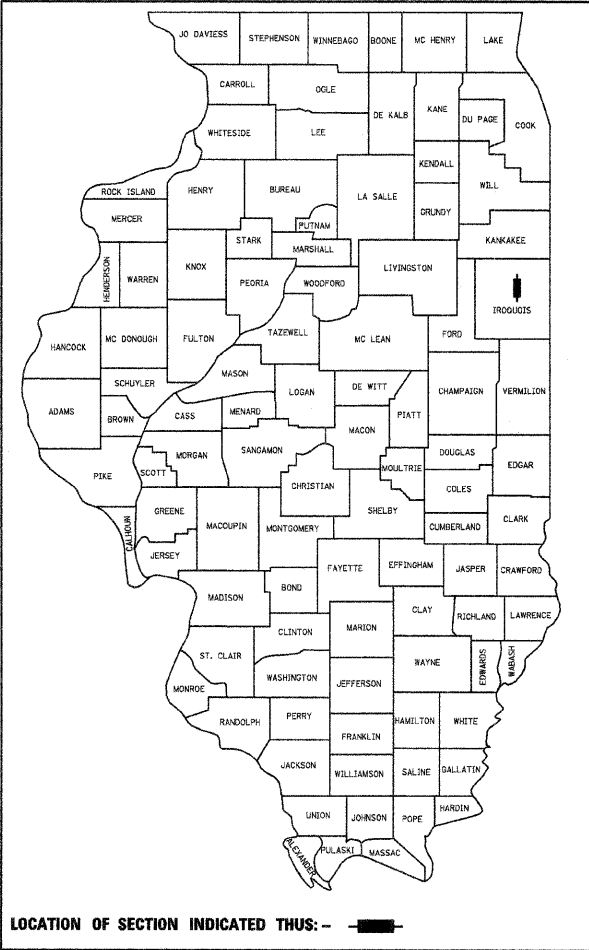 JO DAVIESS
STEPHENSON
WINNEBAGO
BOONE
MC HENRY
LAKE
CARROLL
OGLE
DE KALB
KANE
DU PAGE
COOK
WHITESIDE
LEE
KENDALL
WILL
ROCK ISLAND
HENRY
BUREAU
LA SALLE
GRUNDY
MERCER
PUTNAM
STARK
MARSHALL
KANKAKEE
HENDERSON
WARREN
KNOX
PEORIA
WOODFORD
LIVINGSTON
IROQUOIS
HANCOCK
MC DONOUGH
FULTON
TAZEWELL
MC LEAN
FORD
SCHUYLER
MASON
LOGAN
DE WITT
CHAMPAIGN
VERMILION
ADAMS
BROWN
CASS
MENARD
MACON
PIATT
PIKE
SCOTT
MORGAN
SANGAMON
CHRISTIAN
MOULTRIE
DOUGLAS
EDGAR
COLES
GREENE
MACOUPIN
MONTGOMERY
SHELBY
CUMBERLAND
CLARK
CALHOUN
JERSEY
FAYETTE
EFFINGHAM
JASPER
CRAWFORD
MADISON
BOND
CLAY
RICHLAND
LAWRENCE
CLINTON
MARION
ST. CLAIR
WASHINGTON
JEFFERSON
WAYNE
EDWARDS
WABASH
MONROE
RANDOLPH
PERRY
FRANKLIN
HAMILTON
WHITE
JACKSON
WILLIAMSON
SALINE
GALLATIN
UNION
JOHNSON
POPE
HARDIN
ALEXANDER
PULASKI
MASSAC
LOCATION OF SECTION INDICATED THUS: -